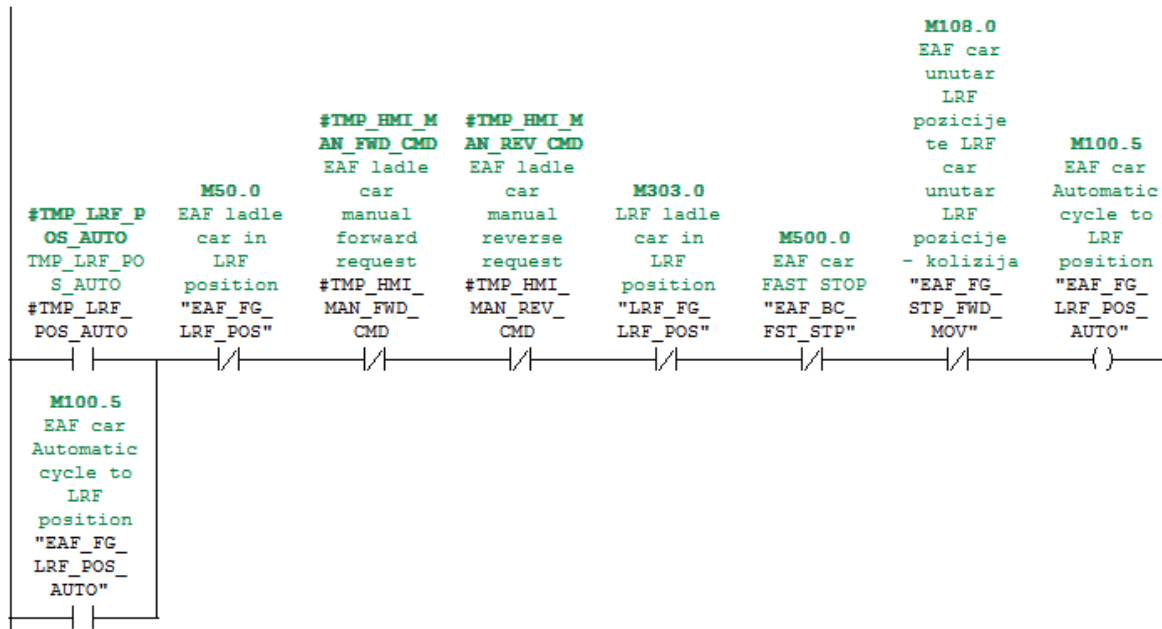 M108.0
EAF car
unutar
LRF
pozicije
te LRF
car
unutar
LRF
pozicije
- kolizija
"EAF_FG_
STP_FWD_
MOV"
#TMP_HMI_M
AN_FWD_CMD
EAF ladle
car
manual
forward
request
#TMP_HMI_
MAN_FWD_
CMD
#TMP_HMI_M
AN_REV_CMD
EAF ladle
car
manual
reverse
request
#TMP_HMI_
MAN_REV_
CMD
M100.5
EAF car
Automatic
cycle to
LRF
position
"EAF_FG_
LRF_POS_
AUTO"
M50.0
EAF ladle
car in
LRF
position
"EAF_FG_
LRF_POS"
M303.0
LRF ladle
car in
LRF
position
"LRF_FG_
LRF_POS"
#TMP_LRF_P
OS_AUTO
TMP_LRF_PO
S_AUTO
#TMP_LRF_
POS_AUTO
M500.0
EAF car
FAST STOP
"EAF_BC_
FST_STP"
M100.5
EAF car
Automatic
cycle to
LRF
position
"EAF_FG_
LRF_POS_
AUTO"